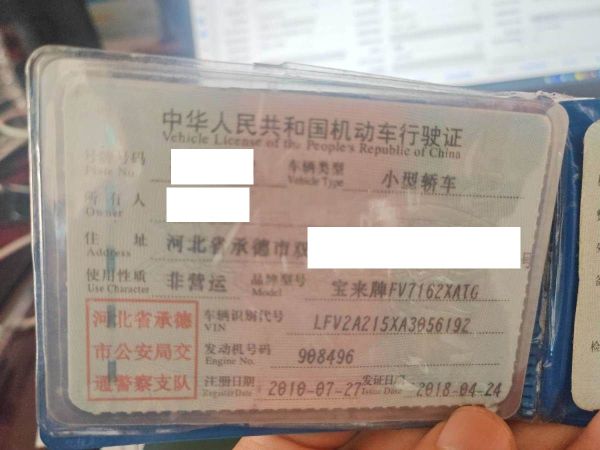 中华人民共和国机动车行驶证
Vehicle License of the People's Republic of China
号牌号码 车辆类型 小型轿车
Plate No. Vehicle Type
所有人
Owner
住址 河北省承德市双
Address
使用性质 非营运 品牌型号 宝来牌FV7162XATG
Use Character Model
河北省承德 车辆识别代号 LFV2A215XA3056192
VIN
市公安局交 发动机号码 908496
Engine No.
通警察支队 注册日期 2010-07-27 发证日期 2018-04-24
Register Date Issue Date